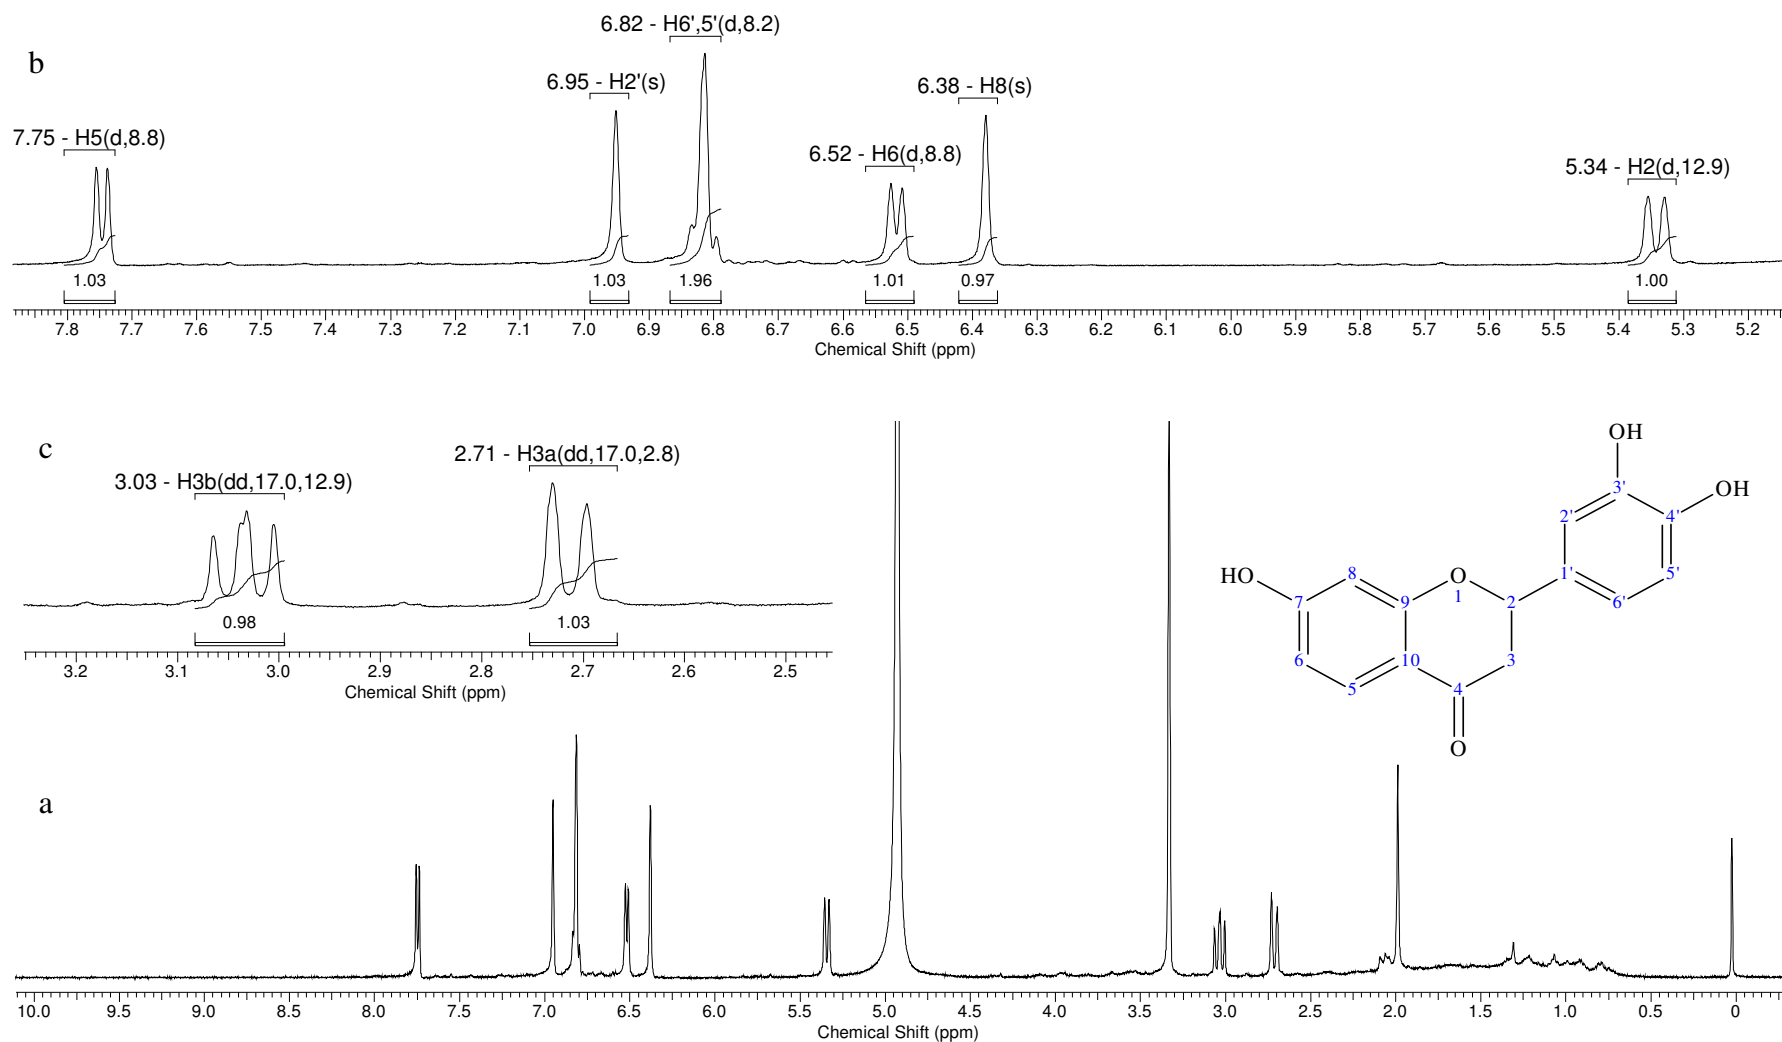 b
6.82 - H6',5'(d,8.2)
6.95 - H2'(s)
6.38 - H8(s)
7.75 - H5(d,8.8)
6.52 - H6(d,8.8)
5.34 - H2(d,12.9)
1.03 1.03 1.96 1.01 0.97 1.00
7.8 7.7 7.6 7.5 7.4 7.3 7.2 7.1 7.0 6.9 6.8 6.7 6.6 6.5 6.4 6.3 6.2 6.1 6.0 5.9 5.8 5.7 5.6 5.5 5.4 5.3 5.2
Chemical Shift (ppm)
c
2.71 - H3a(dd,17.0,2.8)
3.03 - H3b(dd,17.0,12.9)
0.98 1.03
3.2 3.1 3.0 2.9 2.8 2.7 2.6 2.5
Chemical Shift (ppm)
OH
3' OH
2' 4'
HO 8 O 1' 5'
7 9 1 2 6'
6 10 3
5 4
O
a
10.0 9.5 9.0 8.5 8.0 7.5 7.0 6.5 6.0 5.5 5.0 4.5 4.0 3.5 3.0 2.5 2.0 1.5 1.0 0.5 0
Chemical Shift (ppm)